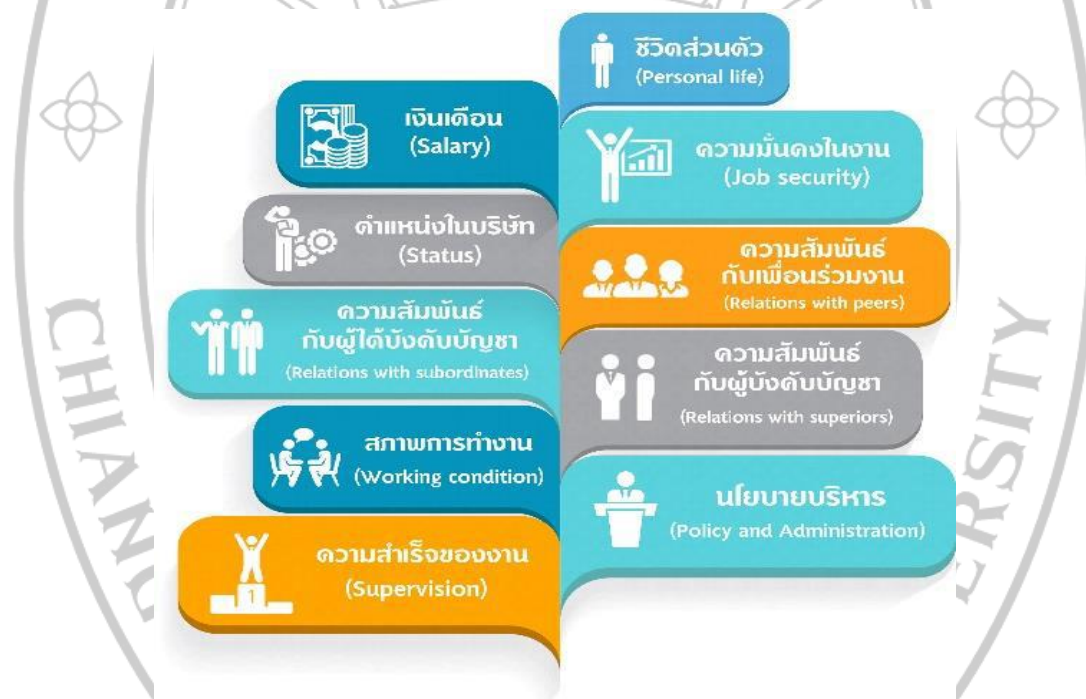 ชีวิตส่วนตัว
(Personal life)
เงินเดือน
(Salary)
ความมั่นคงในงาน
(Job security)
ตำแหน่งในบริษัท
(Status)
ความสัมพันธ์
กับเพื่อนร่วมงาน
(Relations with peers)
ความสัมพันธ์
กับผู้ใต้บังคับบัญชา
(Relations with subordinates)
ความสัมพันธ์
กับผู้บังคับบัญชา
(Relations with superiors)
สภาพการทำงาน
(Working condition)
นโยบายบริหาร
(Policy and Administration)
ความสำเร็จของงาน
(Supervision)
1
CHIANG
ERSITY